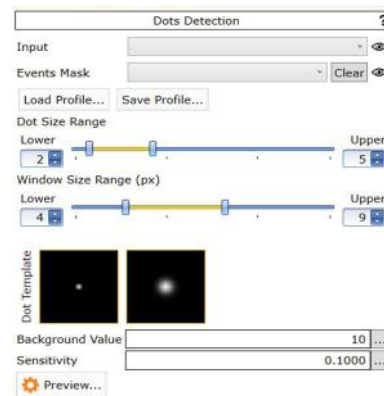 Dots Detection ?
Input
Events Mask Clear
Load Profile... Save Profile...
Dot Size Range
Lower Upper
2 5
Window Size Range (px)
Lower Upper
4 9
Dot Template
Background Value 10 ...
Sensitivity 0.1000 ...
Preview...